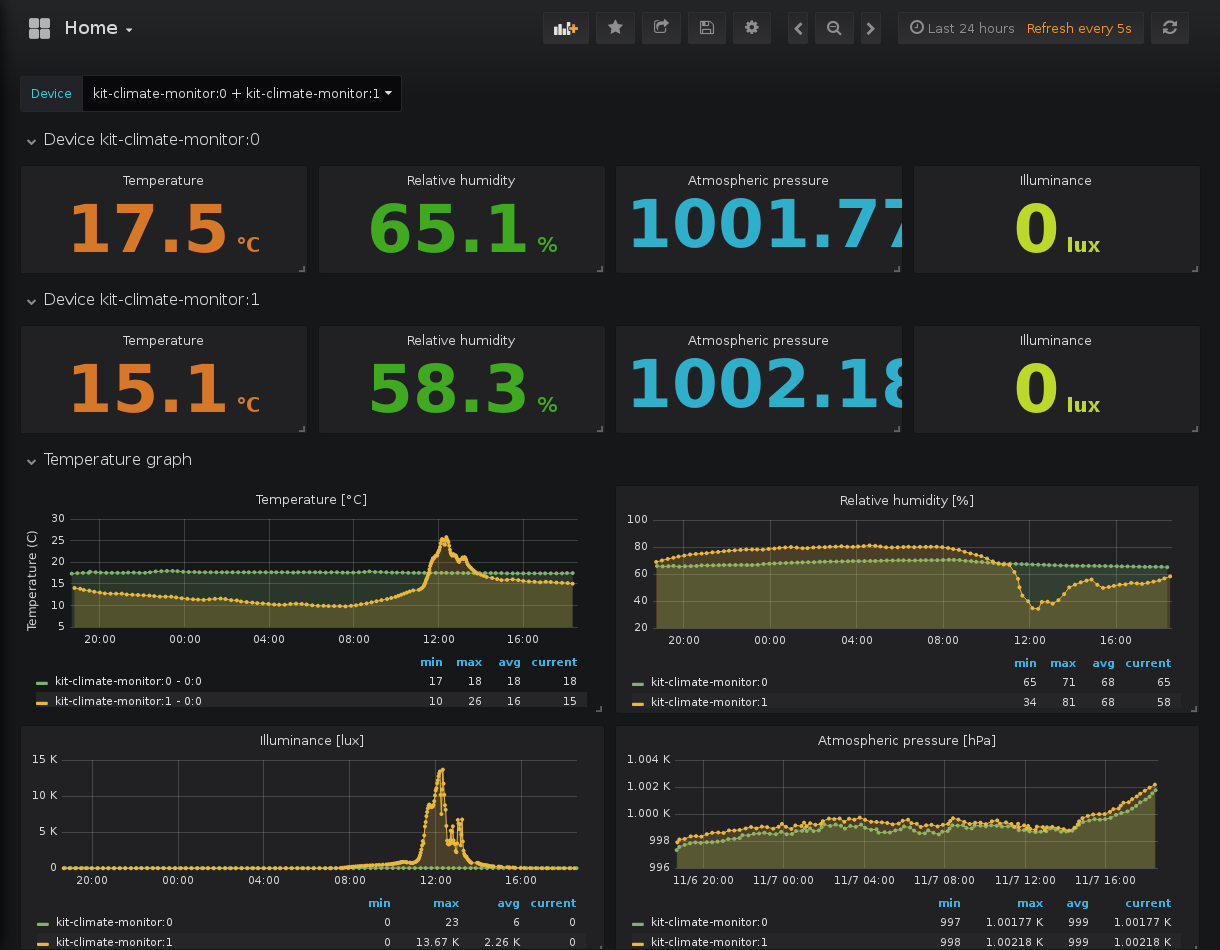 Home
Last 24 hours Refresh every 5s
Device kit-climate-monitor:0 + kit-climate-monitor:1
Device kit-climate-monitor:0
Temperature Relative humidity Atmospheric pressure Illuminance
17.5 °C 65.1 % 1001.77 0 lux
Device kit-climate-monitor:1
Temperature Relative humidity Atmospheric pressure Illuminance
15.1 °C 58.3 % 1002.18 0 lux
Temperature graph
Temperature [°C]
Temperature (C)
30
25
20
15
10
5
20:00 00:00 04:00 08:00 12:00 16:00
min max avg current
kit-climate-monitor:0 - 0:0 17 18 18 18
kit-climate-monitor:1 - 0:0 10 26 16 15
Relative humidity [%]
100
80
60
40
20
20:00 00:00 04:00 08:00 12:00 16:00
min max avg current
kit-climate-monitor:0 65 71 68 65
kit-climate-monitor:1 34 81 68 58
Illuminance [lux]
15 K
10 K
5 K
0
20:00 00:00 04:00 08:00 12:00 16:00
min max avg current
kit-climate-monitor:0 0 23 6 0
kit-climate-monitor:1 0 13.67 K 2.26 K 0
Atmospheric pressure [hPa]
1.004 K
1.002 K
1.000 K
998
996
11/6 20:00 11/7 00:00 11/7 04:00 11/7 08:00 11/7 12:00 11/7 16:00
min max avg current
kit-climate-monitor:0 997 1.00177 K 999 1.00177 K
kit-climate-monitor:1 998 1.00218 K 999 1.00218 K